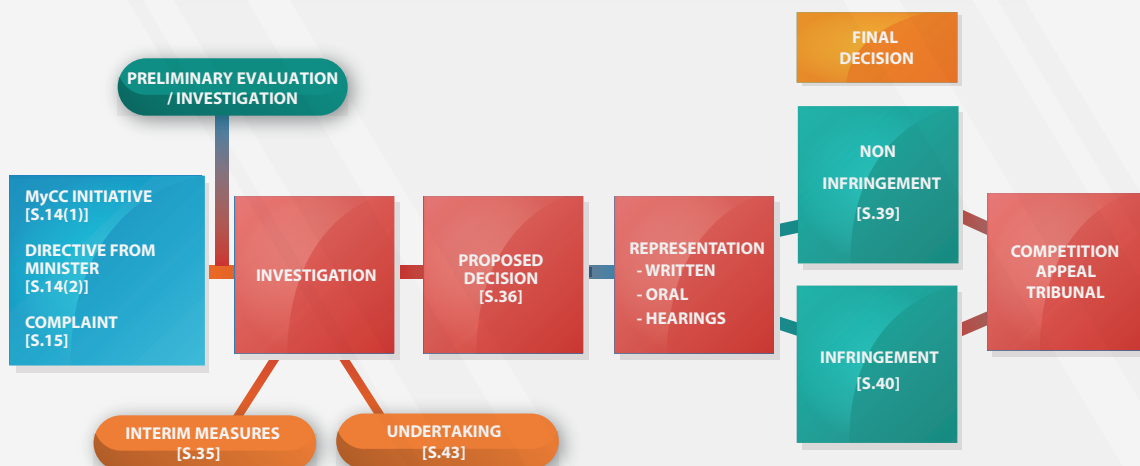 PRELIMINARY EVALUATION
/ INVESTIGATION
MyCC INITIATIVE
[S.14(1)]
DIRECTIVE FROM
MINISTER
[S.14(2)]
COMPLAINT
[S.15]
INVESTIGATION
INTERIM MEASURES
[S.35]
UNDERTAKING
[S.43]
PROPOSED
DECISION
[S.36]
REPRESENTATION
- WRITTEN
- ORAL
- HEARINGS
FINAL
DECISION
NON
INFRINGEMENT
[S.39]
INFRINGEMENT
[S.40]
COMPETITION
APPEAL
TRIBUNAL